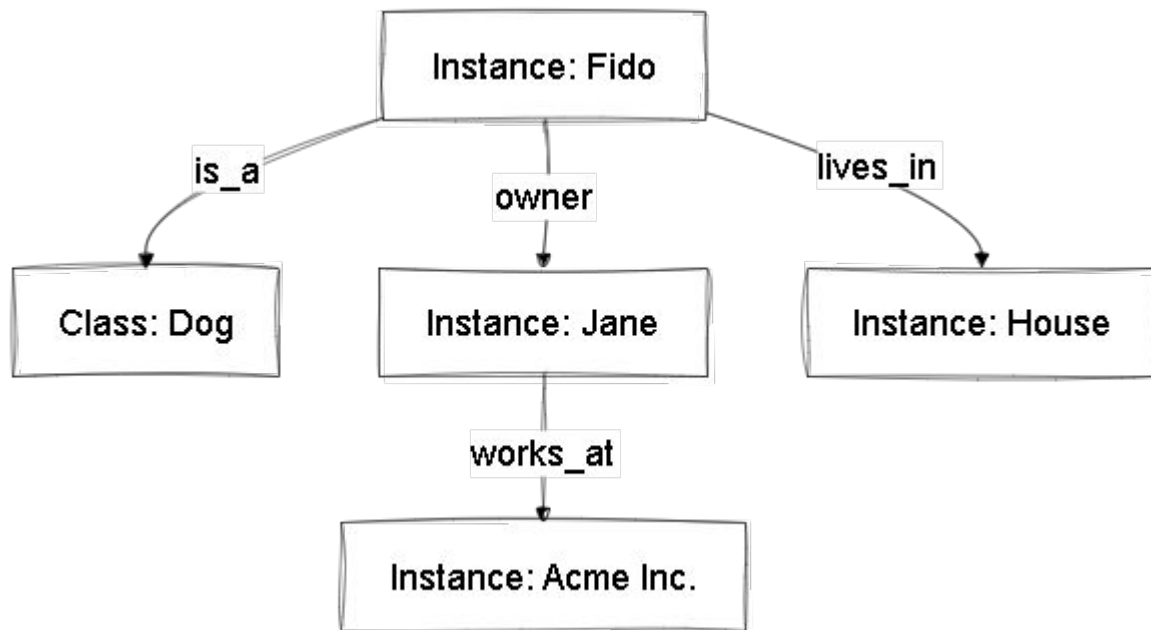 Instance: Fido
is_a
owner
lives_in
Class: Dog
Instance: Jane
Instance: House
works_at
Instance: Acme Inc.